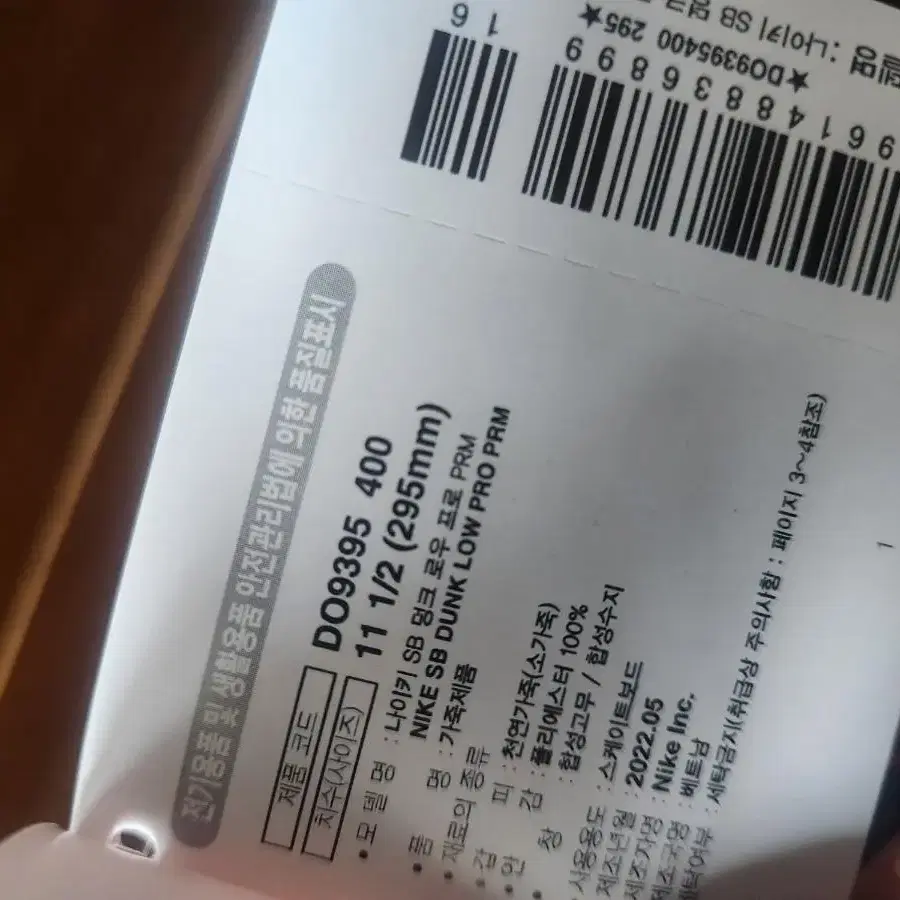 나이키 SB 덩크
★DO9395400 295★
96148836899 16
전기용품 및 생활용품 안전관리법에 의한 품질표시
제품 코드 DO9395 400
치수(사이즈) 11 1/2 (295mm)
• 모델명 : 나이키 SB 덩크 로우 프로 PRM
NIKE SB DUNK LOW PRO PRM
• 품 명 : 가죽제품
• 재료의 종류
• 겉 피 : 천연가죽(소가죽)
• 안 감 : 폴리에스터 100%
• 창 : 합성고무 / 합성수지
사용용도 : 스케이트보드
제조년월 : 2022.05
제조자명 : Nike Inc.
제조국명 : 베트남
세탁여부 : 세탁금지(취급상 주의사항 : 페이지 3~4참조)
1